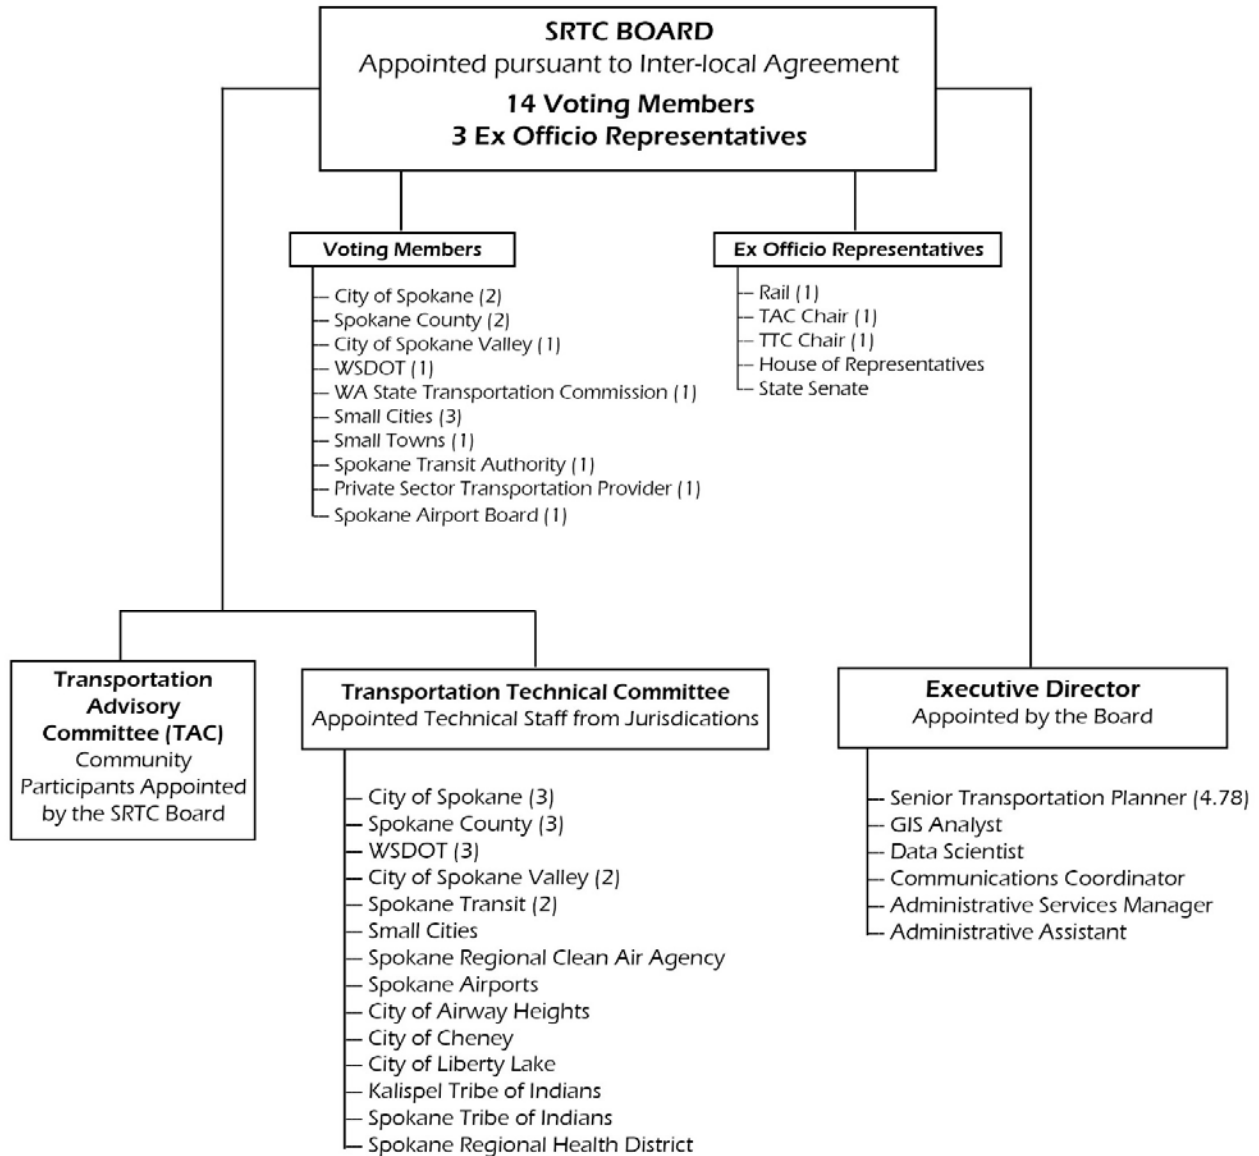 SRTC BOARD
Appointed pursuant to Inter-local Agreement
14 Voting Members
3 Ex Officio Representatives
Voting Members
City of Spokane (2)
Spokane County (2)
City of Spokane Valley (1)
WSDOT (1)
WA State Transportation Commission (1)
Small Cities (3)
Small Towns (1)
Spokane Transit Authority (1)
Private Sector Transportation Provider (1)
Spokane Airport Board (1)
Ex Officio Representatives
Rail (1)
TAC Chair (1)
TTC Chair (1)
House of Representatives
State Senate
Transportation
Advisory
Committee (TAC)
Community
Participants Appointed
by the SRTC Board
Transportation Technical Committee
Appointed Technical Staff from Jurisdications
City of Spokane (3)
Spokane County (3)
WSDOT (3)
City of Spokane Valley (2)
Spokane Transit (2)
Small Cities
Spokane Regional Clean Air Agency
Spokane Airports
City of Airway Heights
City of Cheney
City of Liberty Lake
Kalispel Tribe of Indians
Spokane Tribe of Indians
Spokane Regional Health District
Executive Director
Appointed by the Board
Senior Transportation Planner (4.78)
GIS Analyst
Data Scientist
Communications Coordinator
Administrative Services Manager
Administrative Assistant